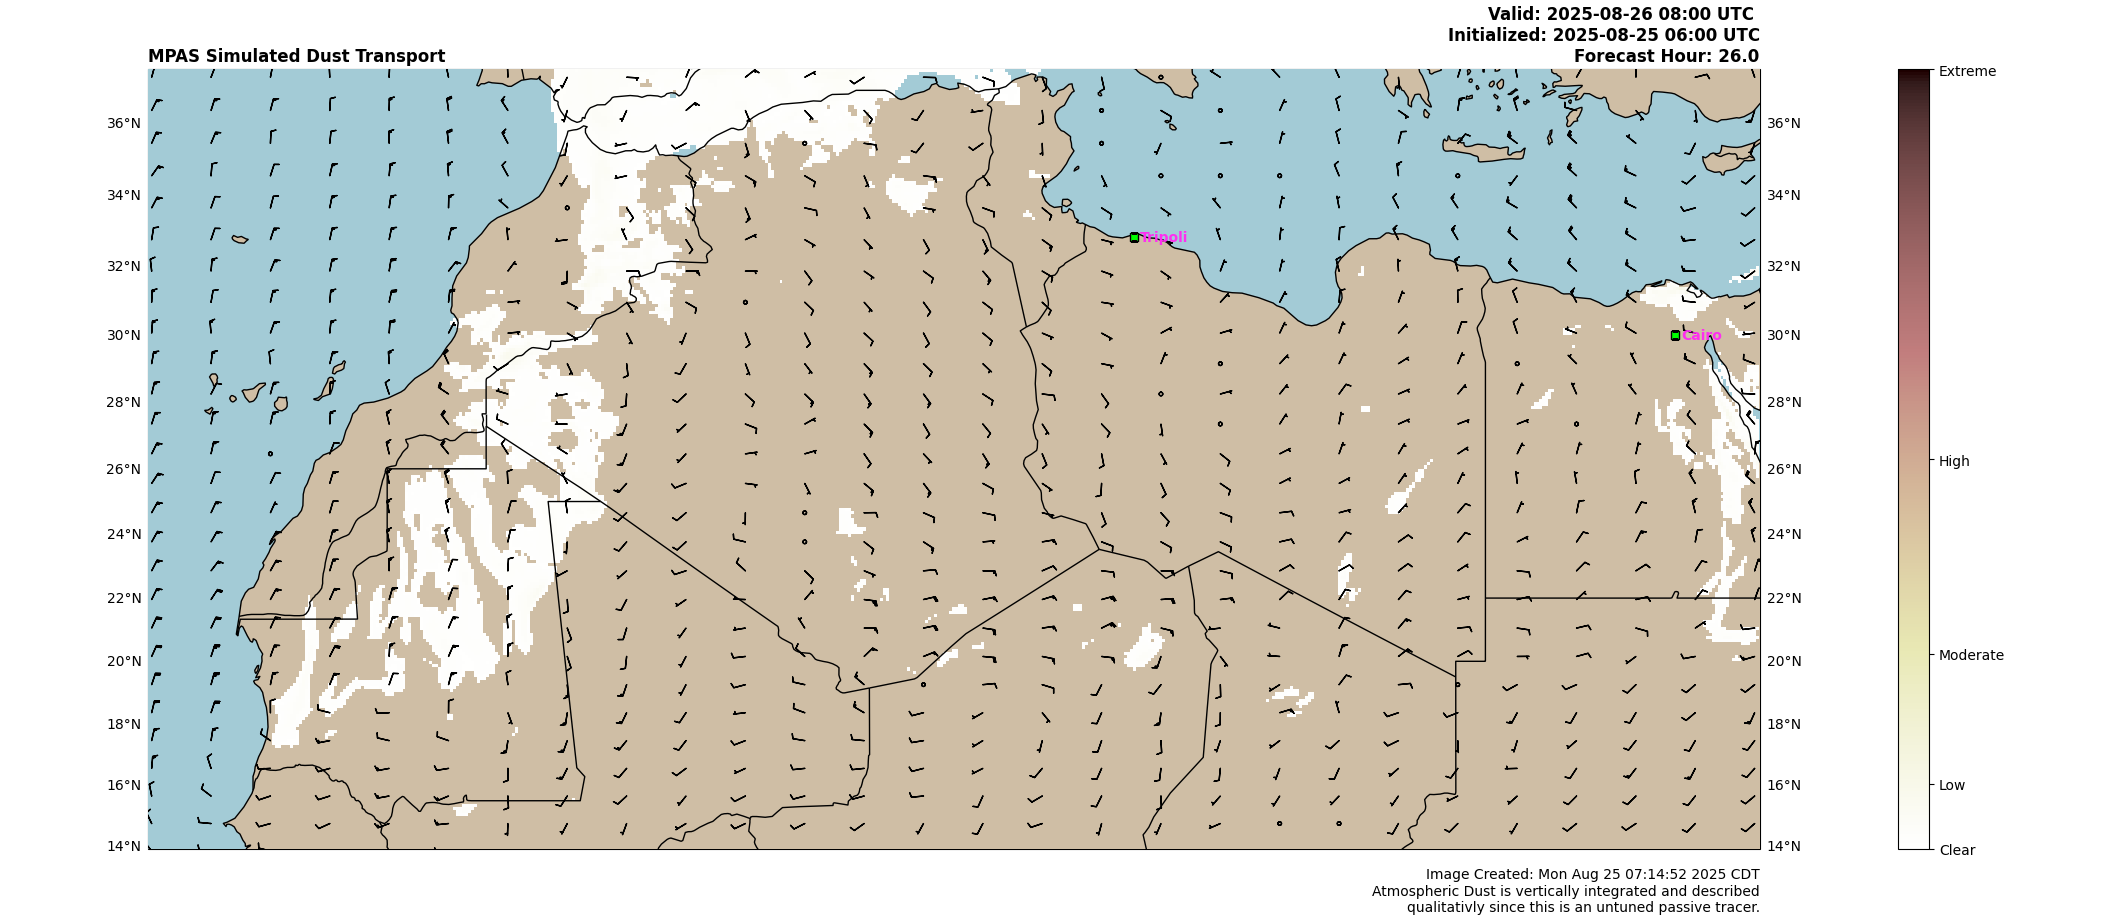 Valid: 2025-08-26 08:00 UTC
Initialized: 2025-08-25 06:00 UTC
MPAS Simulated Dust Transport
Forecast Hour: 26.0
Extreme
36°N
36°N
34°N
34°N
Tripoli
32°N
32°N
30°N
Cairo
30°N
28°N
28°N
26°N
26°N
High
24°N
24°N
22°N
22°N
20°N
20°N
Moderate
18°N
18°N
16°N
16°N
Low
14°N
14°N
Clear
Image Created: Mon Aug 25 07:14:52 2025 CDT
Atmospheric Dust is vertically integrated and described
qualitativly since this is an untuned passive tracer.